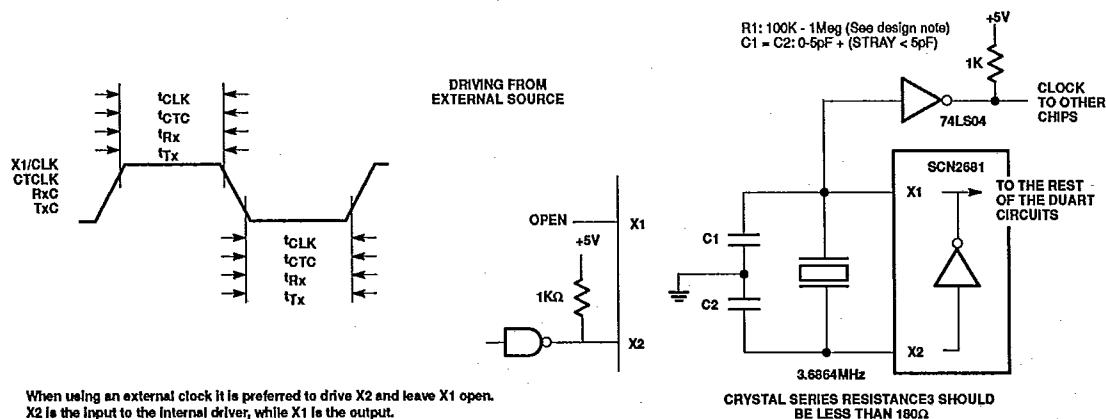 R1: 100K - 1Meg (See design note)
C1 = C2: 0-5pF + (STRAY < 5pF)
+5V
1K
CLOCK
TO OTHER
CHIPS
74LS04
DRIVING FROM
EXTERNAL SOURCE
tCLK
tCTC
tRx
tTx
X1/CLK
CTCLK
RxC
TxC
tCLK
tCTC
tRx
tTx
OPEN
X1
+5V
1KΩ
X2
SCN2681
X1
TO THE REST
OF THE DUART
CIRCUITS
C1
C2
X2
3.6864MHz
When using an external clock it is preferred to drive X2 and leave X1 open.
X2 is the input to the internal driver, while X1 is the output.
CRYSTAL SERIES RESISTANCE3 SHOULD
BE LESS THAN 180Ω